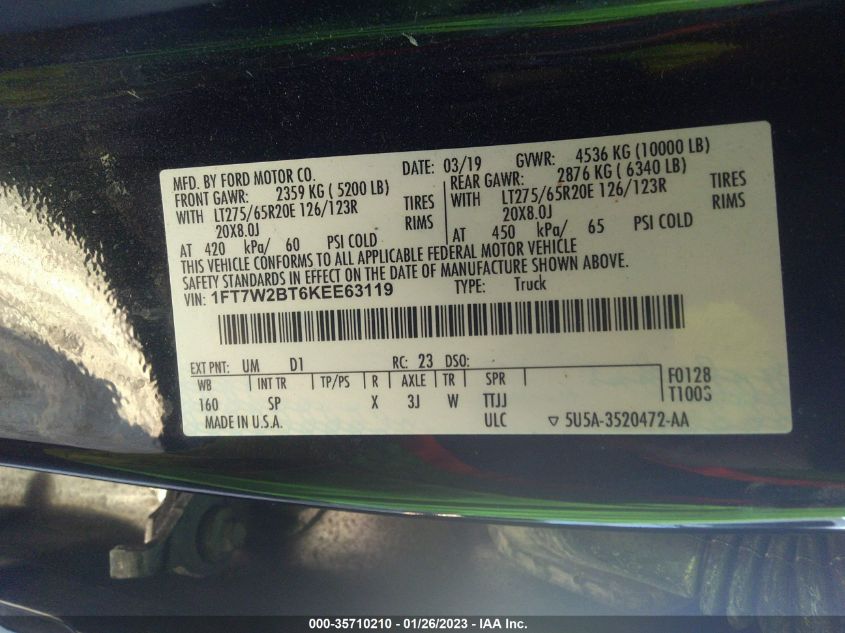 MFD. BY FORD MOTOR CO. DATE: 03/19 GVWR: 4536 KG (10000 LB)
FRONT GAWR: 2359 KG ( 5200 LB) REAR GAWR: 2876 KG ( 6340 LB)
WITH LT275/65R20E 126/123R TIRES WITH LT275/65R20E 126/123R TIRES
20X8.0J RIMS 20X8.0J RIMS
AT 420 kPa/ 60 PSI COLD AT 450 kPa/ 65 PSI COLD
THIS VEHICLE CONFORMS TO ALL APPLICABLE FEDERAL MOTOR VEHICLE
SAFETY STANDARDS IN EFFECT ON THE DATE OF MANUFACTURE SHOWN ABOVE.
VIN: 1FT7W2BT6KEE63119 TYPE: Truck
EXT PNT: UM D1 RC: 23 DSO:
WB INT TR TP/PS R AXLE TR SPR F0128
160 SP X 3J W TTJJ T100S
MADE IN U.S.A. ULC ▽ 5U5A-3520472-AA
000-35710210 - 01/26/2023 - IAA Inc.